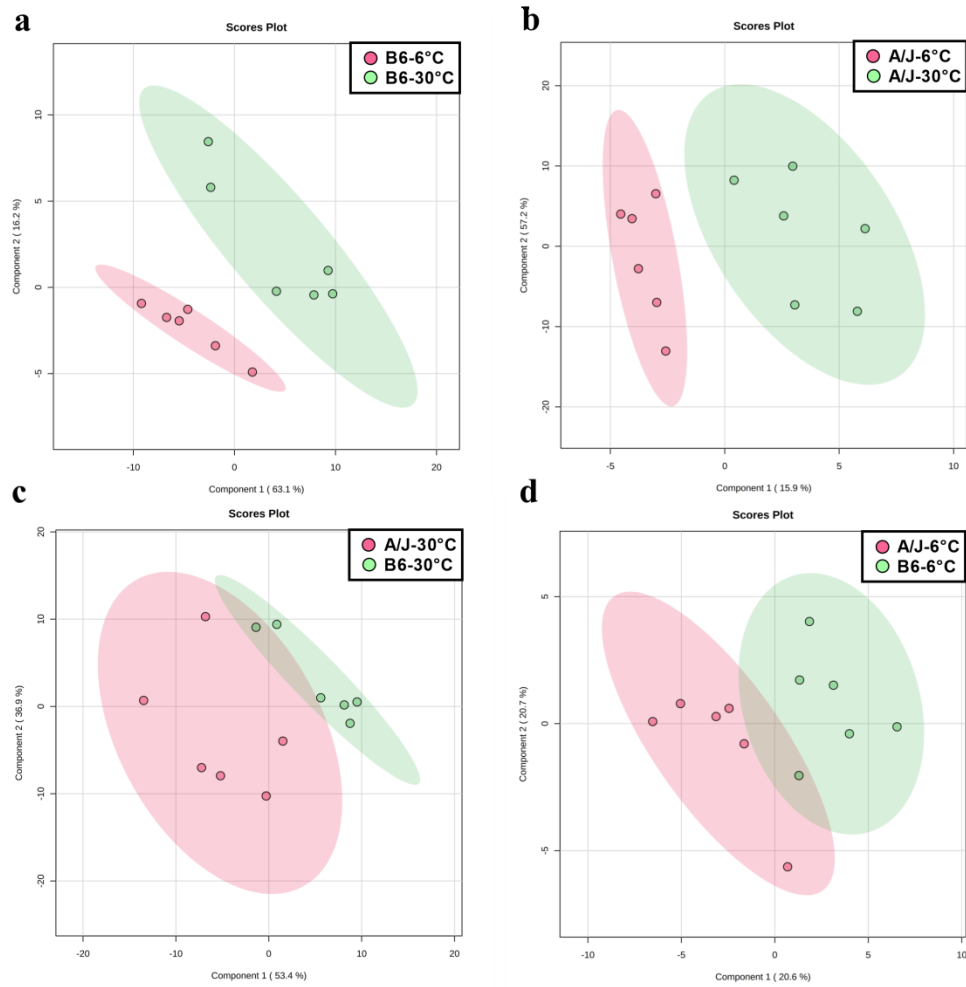 a
Scores Plot
B6-6°C
B6-30°C
10
5
0
-5
-10
0
10
20
Component 2 ( 16.2 %)
Component 1 ( 63.1 %)
b
Scores Plot
A/J-6°C
A/J-30°C
20
10
0
-10
-20
-5
0
5
10
Component 2 ( 57.2 %)
Component 1 ( 15.9 %)
c
Scores Plot
A/J-30°C
B6-30°C
20
10
0
-10
-20
-20
-10
0
10
20
Component 2 ( 36.9 %)
Component 1 ( 53.4 %)
d
Scores Plot
A/J-6°C
B6-6°C
5
0
-5
-10
-5
0
5
10
Component 2 ( 20.7 %)
Component 1 ( 20.6 %)